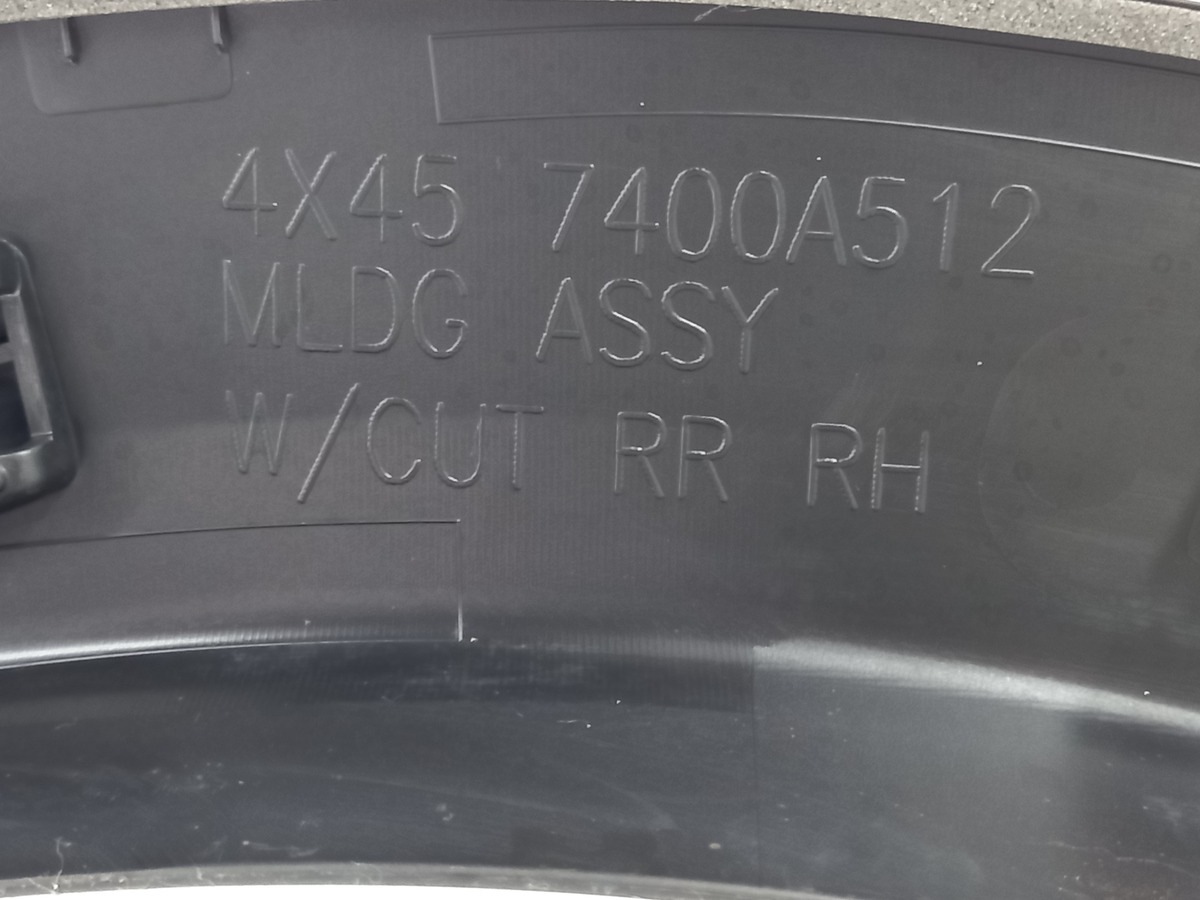 4X45 7400A512
MLDG ASSY
W/CUT RR RH